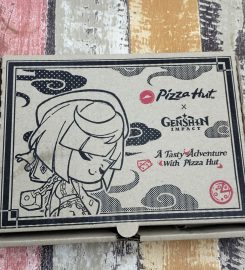 Pizza Hut
×
GENSHIN
IMPACT
A Tasty Adventure
With Pizza Hut